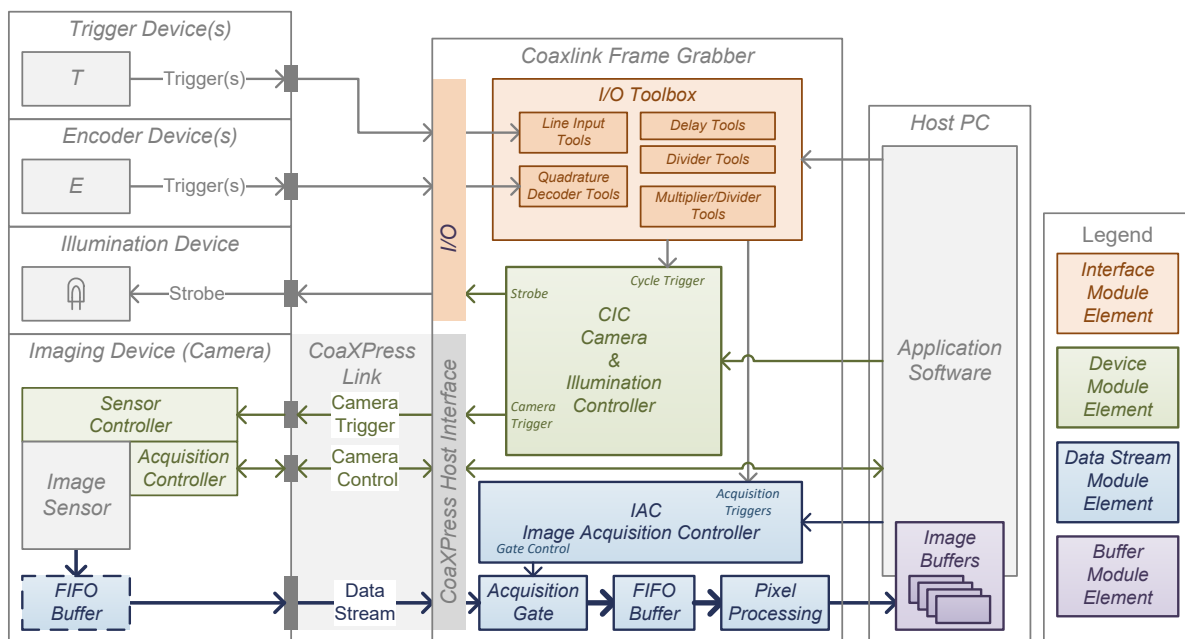 Trigger Device(s)
T
Trigger(s)
Encoder Device(s)
E
Trigger(s)
Illumination Device
Strobe
Imaging Device (Camera)
Sensor
Controller
Acquisition
Controller
Image
Sensor
FIFO
Buffer
CoaXPress
Link
Camera
Trigger
Camera
Control
Data
Stream
Coaxlink Frame Grabber
I/O
CoaXPress Host Interface
I/O Toolbox
Line Input
Tools
Quadrature
Decoder Tools
Delay Tools
Divider Tools
Multiplier/Divider
Tools
Cycle Trigger
Strobe
CIC
Camera
&
Illumination
Controller
Camera
Trigger
Acquisition
Triggers
IAC
Image Acquisition Controller
Gate Control
Acquisition
Gate
FIFO
Buffer
Pixel
Processing
Host PC
Application
Software
Image
Buffers
Legend
Interface
Module
Element
Device
Module
Element
Data Stream
Module
Element
Buffer
Module
Element